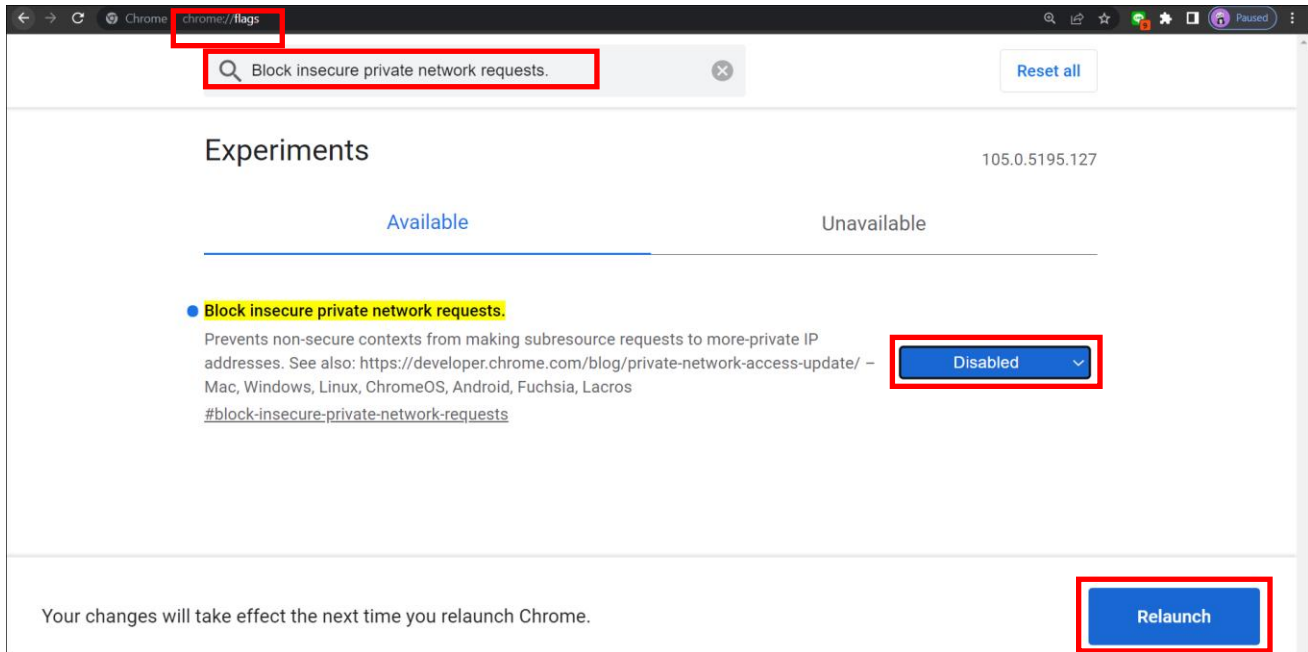 Chrome chrome://flags
9
Paused
Block insecure private network requests.
Reset all
Experiments
105.0.5195.127
Available
Unavailable
Block insecure private network requests.
Prevents non-secure contexts from making subresource requests to more-private IP
addresses. See also: https://developer.chrome.com/blog/private-network-access-update/ –
Mac, Windows, Linux, ChromeOS, Android, Fuchsia, Lacros
#block-insecure-private-network-requests
Disabled
Your changes will take effect the next time you relaunch Chrome.
Relaunch